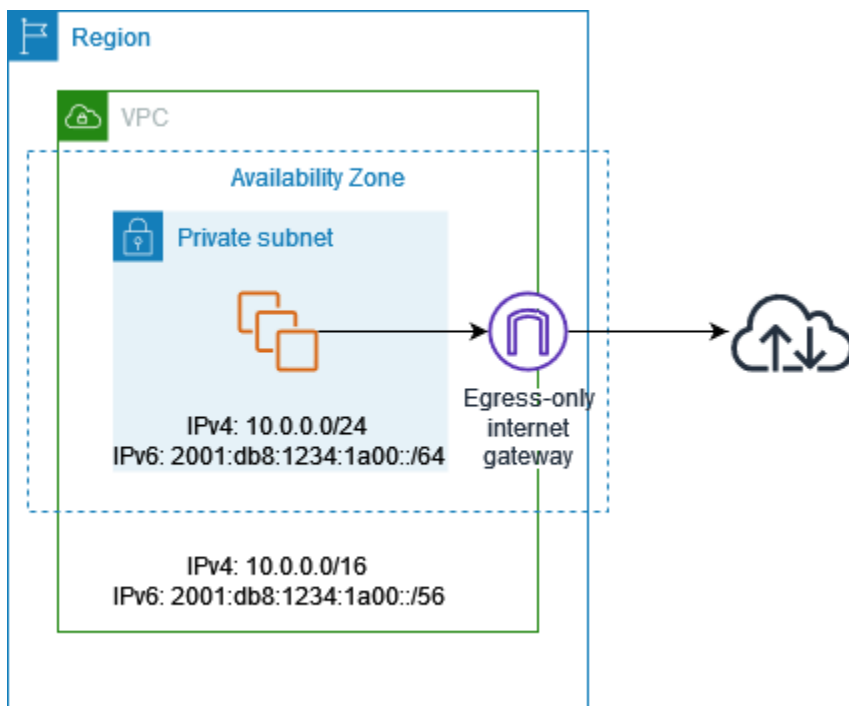 Region
VPC
Availability Zone
Private subnet
IPv4: 10.0.0.0/24
IPv6: 2001:db8:1234:1a00::/64
Egress-only
internet
gateway
IPv4: 10.0.0.0/16
IPv6: 2001:db8:1234:1a00::/56